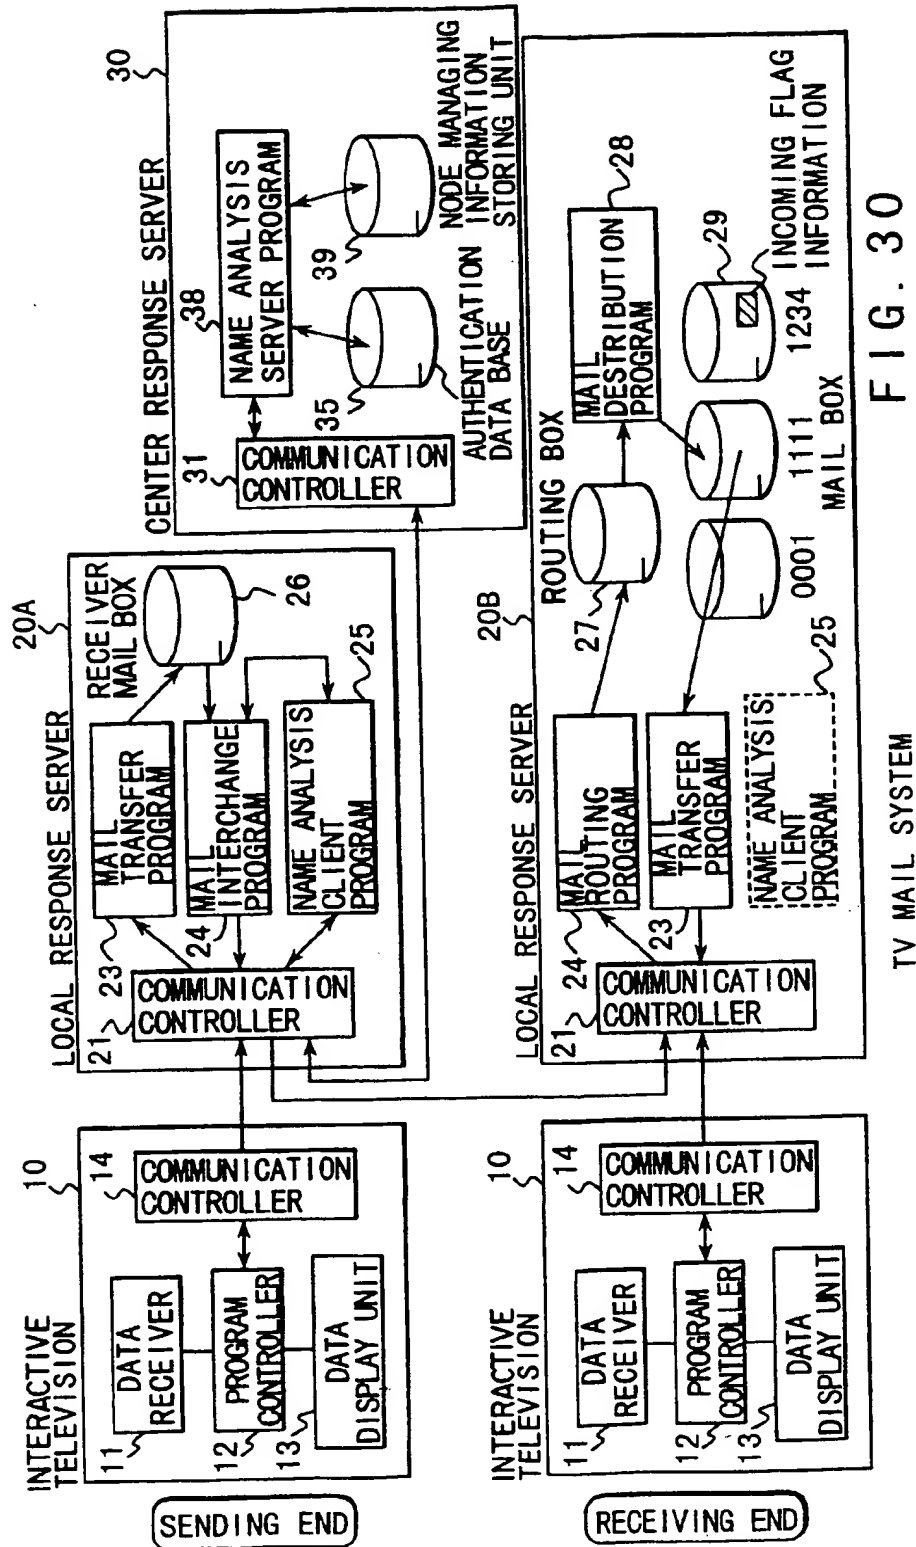 SENDING END
INTERACTIVE
TELEVISION
10
11
DATA
RECEIVER
12
PROGRAM
CONTROLLER
13
DATA
DISPLAY UNIT
14
COMMUNICATION
CONTROLLER
LOCAL RESPONSE SERVER
20A
21
COMMUNICATION
CONTROLLER
23
MAIL
TRANSFER
PROGRAM
24
MAIL
INTERCHANGE
PROGRAM
NAME ANALYSIS
CLIENT
PROGRAM
25
RECEIVER
MAIL BOX
26
CENTER RESPONSE SERVER
30
31
COMMUNICATION
CONTROLLER
38
NAME ANALYSIS
SERVER PROGRAM
35
AUTHENTICATION
DATA BASE
39
NODE MANAGING
INFORMATION
STORING UNIT
RECEIVING END
INTERACTIVE
TELEVISION
10
11
DATA
RECEIVER
12
PROGRAM
CONTROLLER
13
DATA
DISPLAY UNIT
14
COMMUNICATION
CONTROLLER
LOCAL RESPONSE SERVER
20B
21
COMMUNICATION
CONTROLLER
24
MAIL
ROUTING
PROGRAM
23
MAIL
TRANSFER
PROGRAM
NAME ANALYSIS
CLIENT
PROGRAM
25
ROUTING BOX
27
MAIL
DESTRIBUTION
PROGRAM
28
29
0001
1111
1234
MAIL BOX
INCOMING FLAG
INFORMATION
TV MAIL SYSTEM
FIG. 30